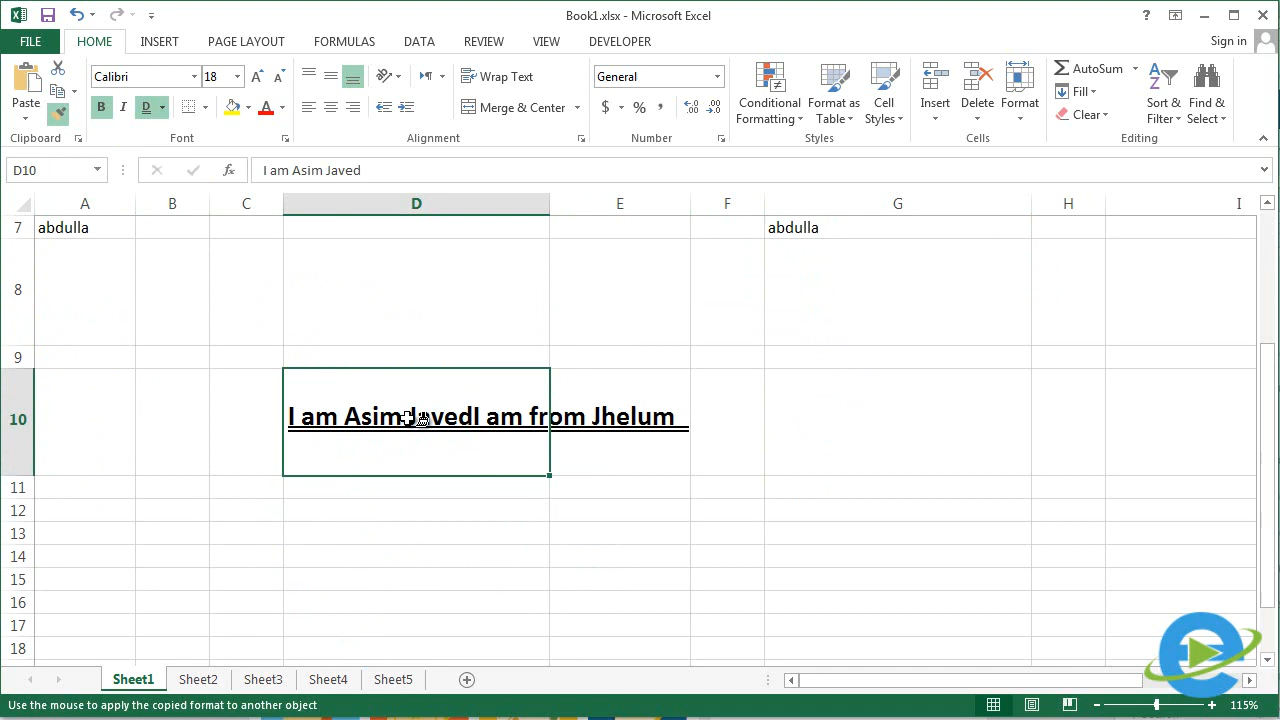 Book1.xlsx - Microsoft Excel
FILE HOME INSERT PAGE LAYOUT FORMULAS DATA REVIEW VIEW DEVELOPER Sign in
Calibri 18 Wrap Text General AutoSum
Paste Conditional Formatting Format as Table Cell Styles Insert Delete Format Fill Sort & Filter Find & Select
B I D Merge & Center $ % Clear
Clipboard Font Alignment Number Styles Cells Editing
D10 fx I am Asim Javed
A B C D E F G H I
7 abdulla abdulla
8
9
10 I am Asim JavedI am from Jhelum
11
12
13
14
15
16
17
18
Sheet1 Sheet2 Sheet3 Sheet4 Sheet5
Use the mouse to apply the copied format to another object 115%